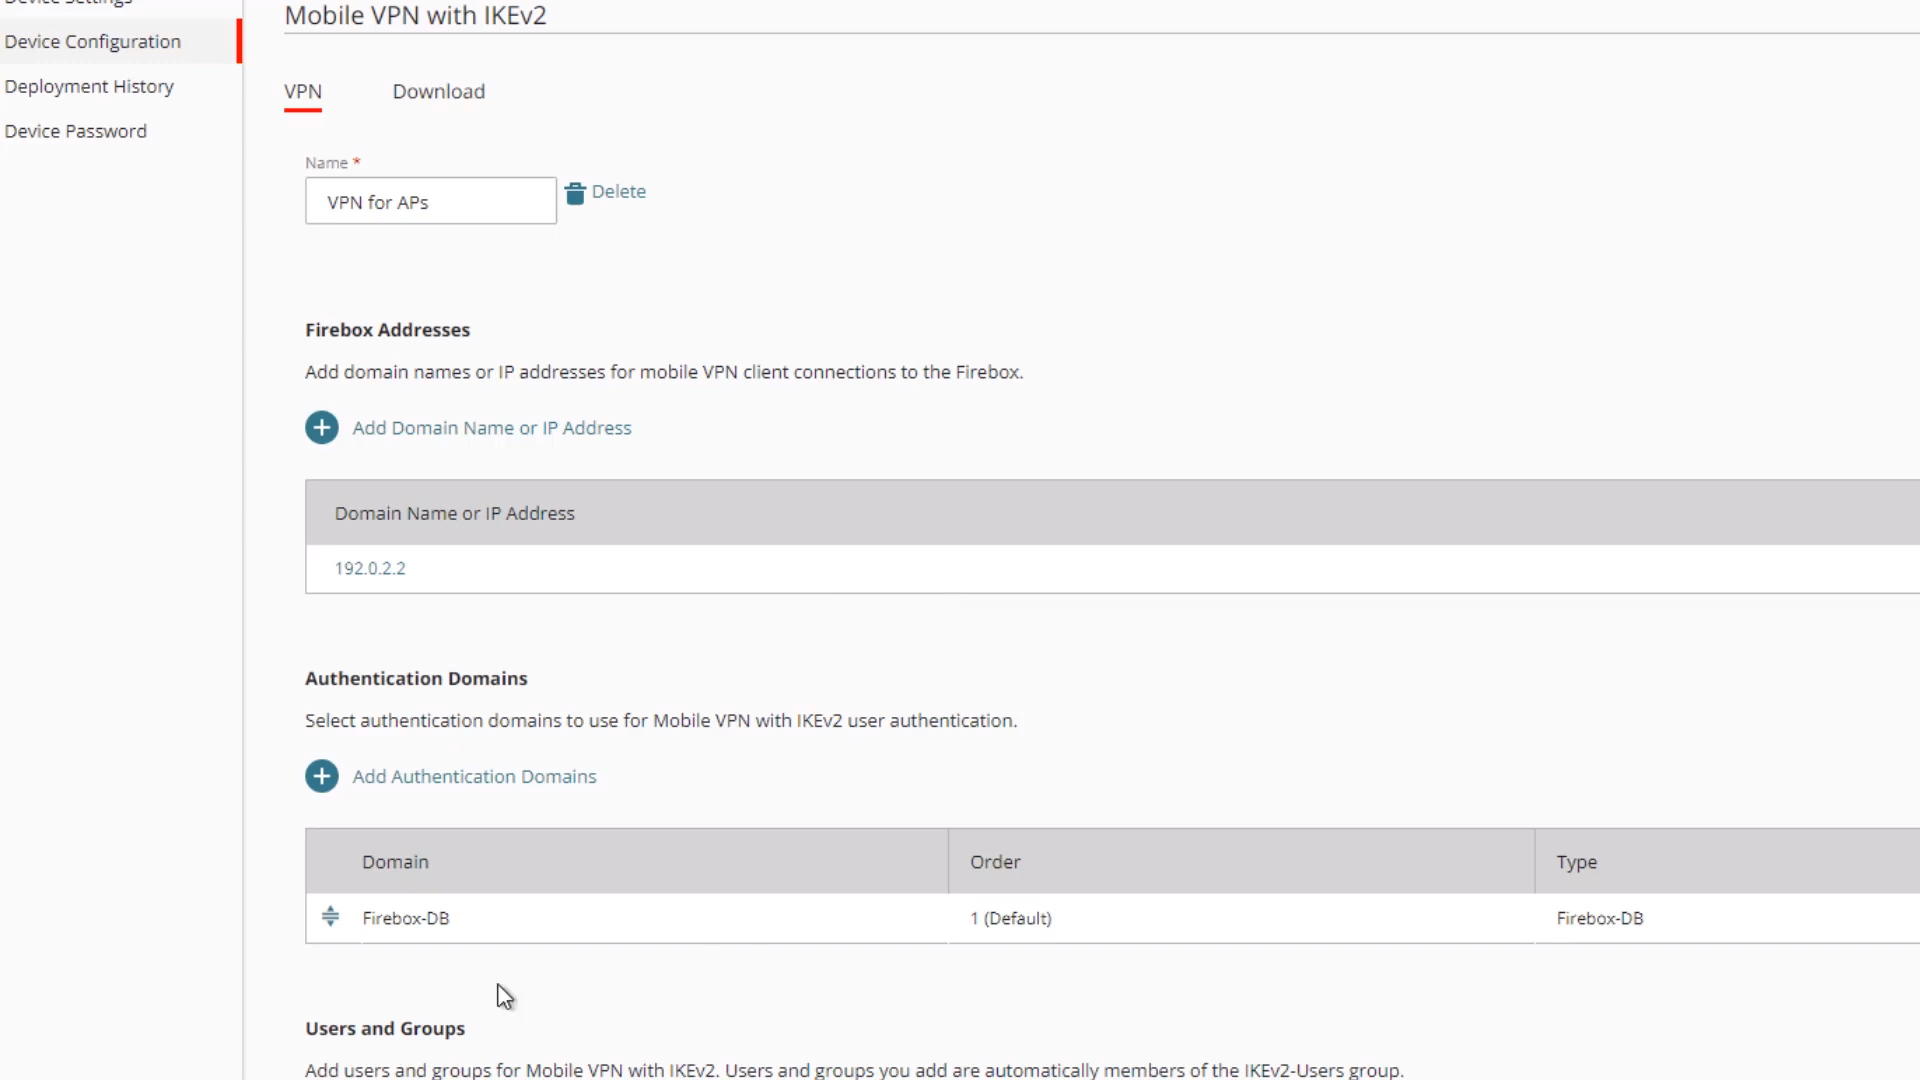 Device Settings
Mobile VPN with IKEv2
Device Configuration
Deployment History
Device Password
VPN
Download
Name *
VPN for APs
Delete
Firebox Addresses
Add domain names or IP addresses for mobile VPN client connections to the Firebox.
Add Domain Name or IP Address
Domain Name or IP Address
192.0.2.2
Authentication Domains
Select authentication domains to use for Mobile VPN with IKEv2 user authentication.
Add Authentication Domains
Domain Order Type
Firebox-DB 1 (Default) Firebox-DB
Users and Groups
Add users and groups for Mobile VPN with IKEv2. Users and groups you add are automatically members of the IKEv2-Users group.